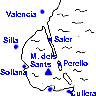 Valencia
Saler
Silla
M. dels
Sants
Perello
Sollana
Cullera